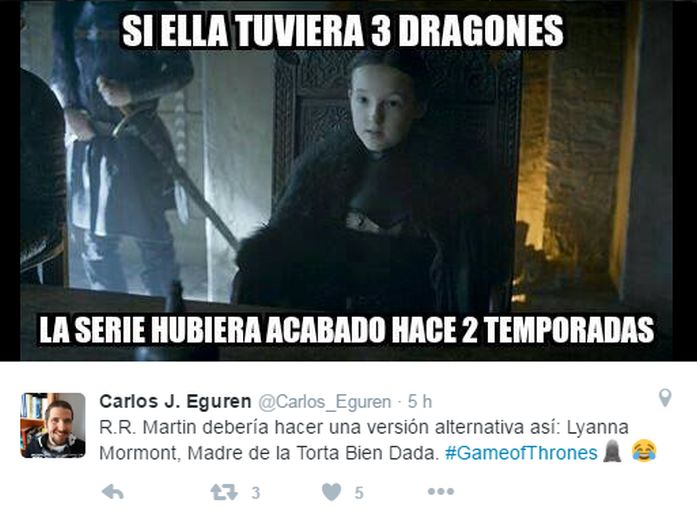 SI ELLA TUVIERA 3 DRAGONES
LA SERIE HUBIERA ACABADO HACE 2 TEMPORADAS
Carlos J. Eguren @Carlos_Eguren · 5 h
R.R. Martin debería hacer una versión alternativa así: Lyanna
Mormont, Madre de la Torta Bien Dada. #GameofThrones 😂
3 5